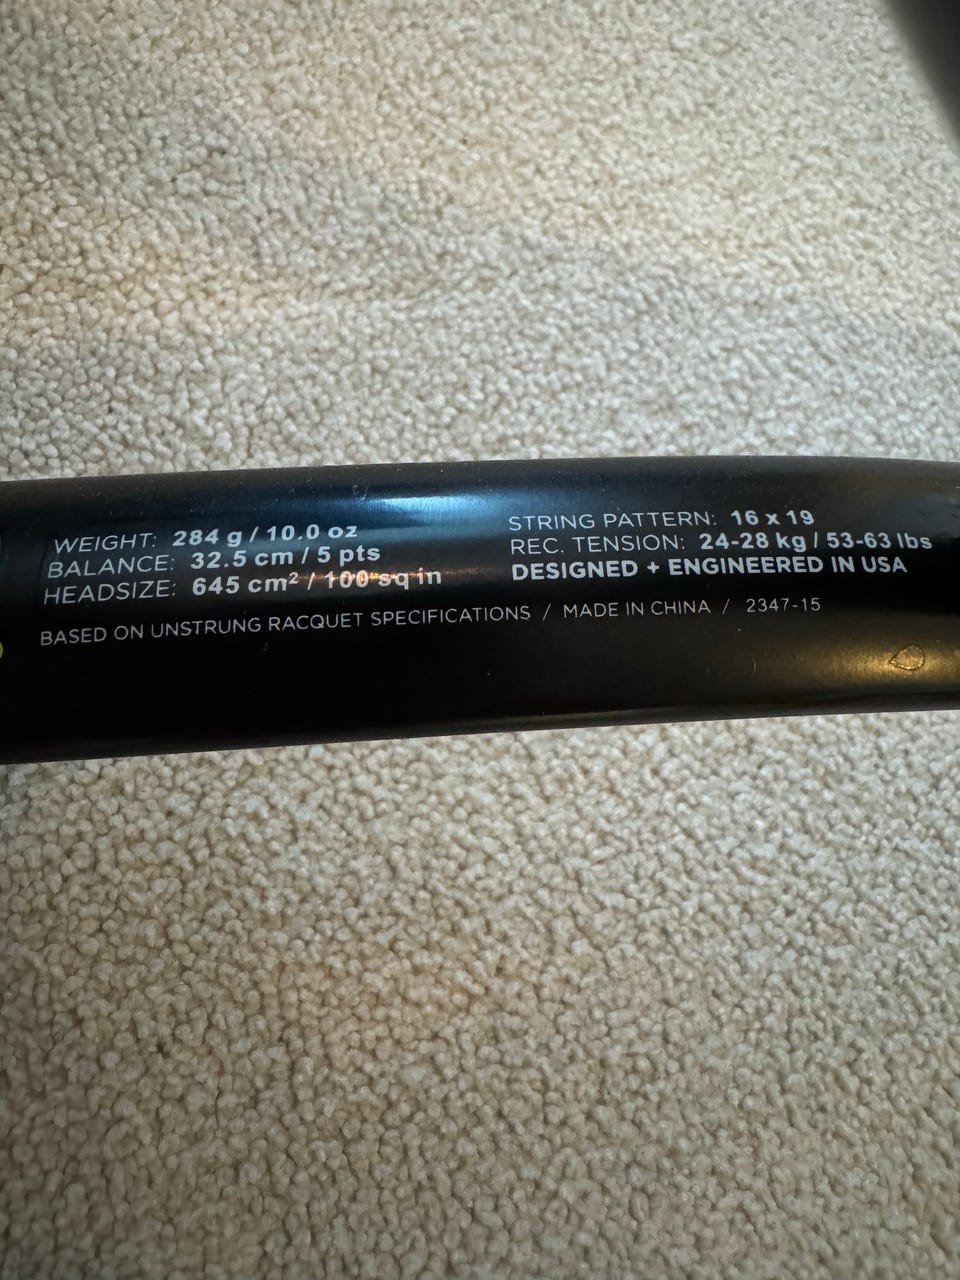 WEIGHT: 284 g / 10.0 oz
BALANCE: 32.5 cm / 5 pts
HEADSIZE: 645 cm² / 100 sq in
STRING PATTERN: 16 x 19
REC. TENSION: 24-28 kg / 53-63 lbs
DESIGNED + ENGINEERED IN USA
BASED ON UNSTRUNG RACQUET SPECIFICATIONS / MADE IN CHINA / 2347-15